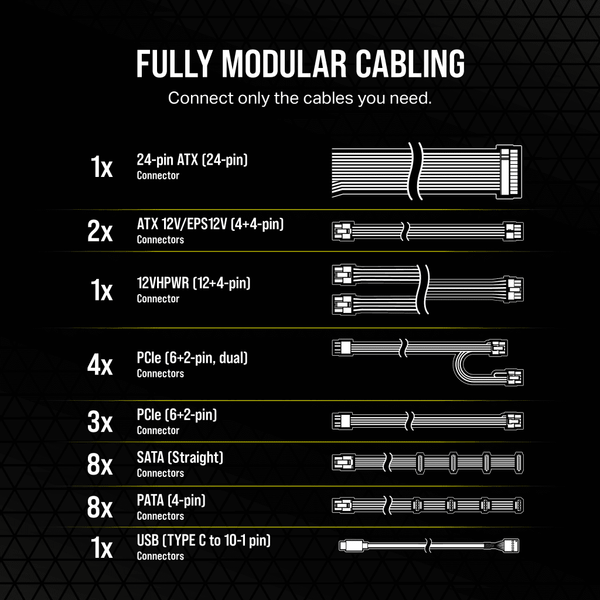 FULLY MODULAR CABLING
Connect only the cables you need.
1x
24-pin ATX (24-pin)
Connector
2x
ATX 12V/EPS12V (4+4-pin)
Connectors
1x
12VHPWR (12+4-pin)
Connector
4x
PCIe (6+2-pin, dual)
Connectors
3x
PCIe (6+2-pin)
Connector
8x
SATA (Straight)
Connectors
8x
PATA (4-pin)
Connectors
1x
USB (TYPE C to 10-1 pin)
Connectors